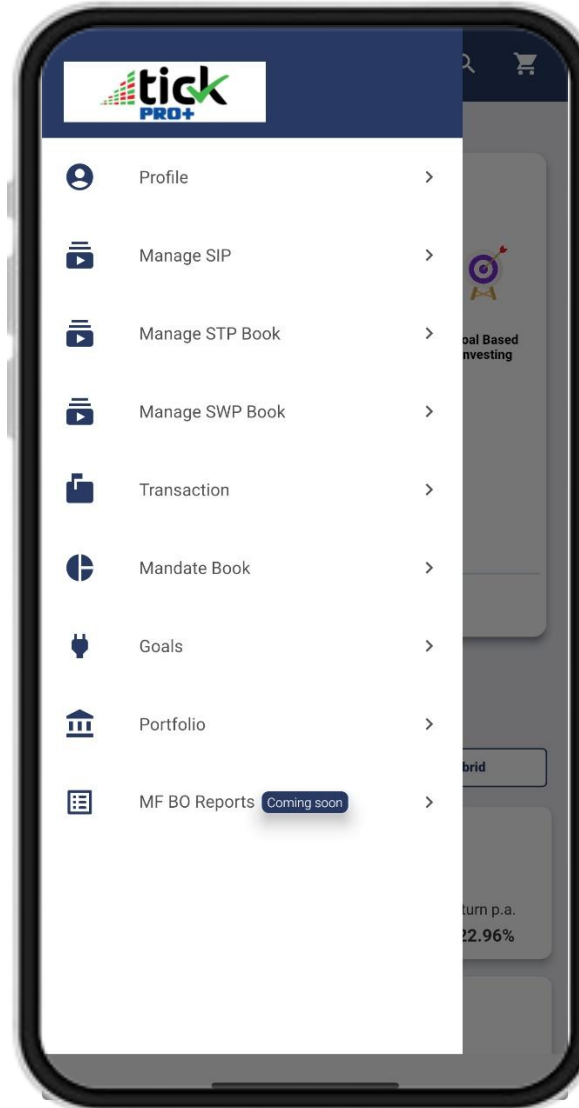 tick
PRO+
Profile
Manage SIP
Manage STP Book
Manage SWP Book
Transaction
Mandate Book
Goals
Portfolio
MF BO Reports Coming soon
oal Based
nvesting
brid
turn p.a.
22.96%